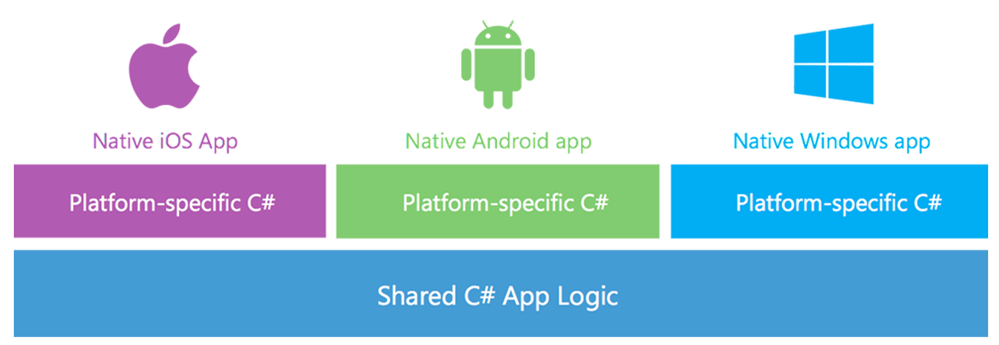 Native iOS App
Native Android app
Native Windows app
Platform-specific C#
Platform-specific C#
Platform-specific C#
Shared C# App Logic